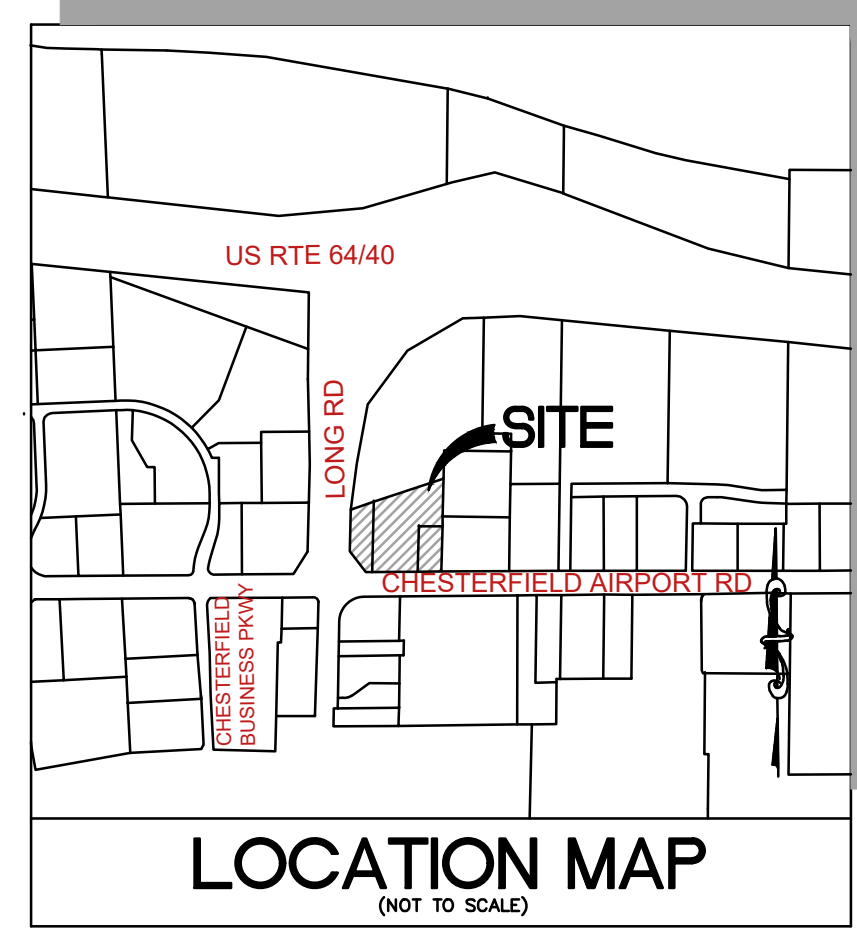 US RTE 64/40
LONG RD
SITE
CHESTERFIELD AIRPORT RD
CHESTERFIELD
BUSINESS PKWY
LOCATION MAP
(NOT TO SCALE)